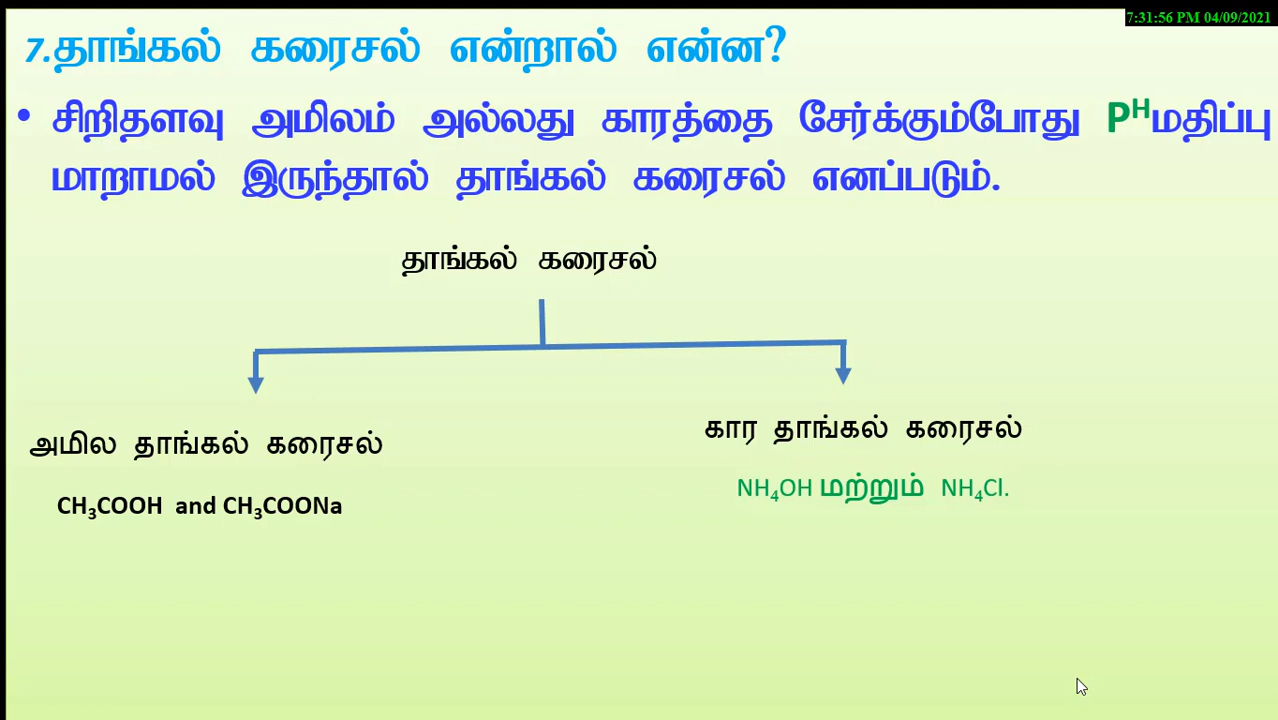 7:31:56 PM 04/09/2021
7.தாங்கல் கரைசல் என்றால் என்ன?
• சிறிதளவு அமிலம் அல்லது காரத்தை சேர்க்கும்போது Pᴴமதிப்பு
மாறாமல் இருந்தால் தாங்கல் கரைசல் எனப்படும்.
தாங்கல் கரைசல்
அமில தாங்கல் கரைசல்
CH₃COOH and CH₃COONa
கார தாங்கல் கரைசல்
NH₄OH மற்றும் NH₄Cl.